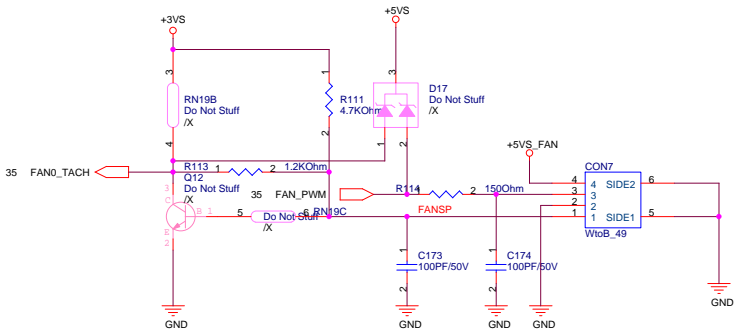 +3VS
+5VS
3
RN19B
Do Not Stuff
/X
4
1
R111
4.7KOhm
2
3
D17
Do Not Stuff
/X
1
2
+5VS_FAN
CON7
35 FAN0_TACH
R113
1
2
1.2KOhm
Q12
Do Not Stuff
/X
3
C
B 1
E
2
35 FAN_PWM
R114
1
2
150Ohm
FANSP
5
Do Not Stuff
/X
6
RN19C
4
3
2
1
SIDE2
SIDE1
6
5
WtoB_49
1
C173
100PF/50V
2
1
C174
100PF/50V
2
GND
GND
GND
GND
GND